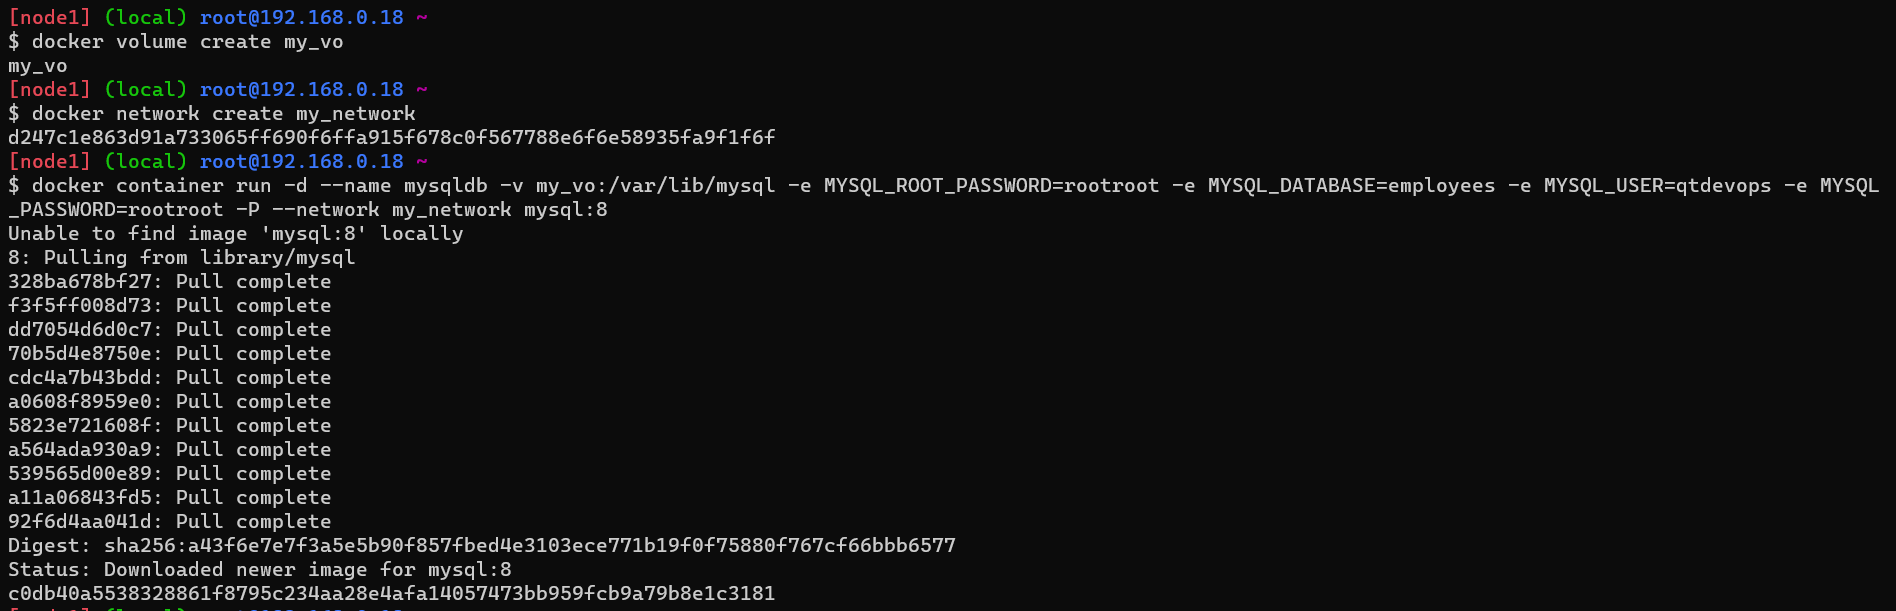 [node1] (local) root@192.168.0.18 ~
$ docker volume create my_vo
my_vo
[node1] (local) root@192.168.0.18 ~
$ docker network create my_network
d247c1e863d91a733065ff690f6ffa915f678c0f567788e6f6e58935fa9f1f6f
[node1] (local) root@192.168.0.18 ~
$ docker container run -d --name mysqldb -v my_vo:/var/lib/mysql -e MYSQL_ROOT_PASSWORD=rootroot -e MYSQL_DATABASE=employees -e MYSQL_USER=qtdevops -e MYSQL
_PASSWORD=rootroot -P --network my_network mysql:8
Unable to find image 'mysql:8' locally
8: Pulling from library/mysql
328ba678bf27: Pull complete
f3f5ff008d73: Pull complete
dd7054d6d0c7: Pull complete
70b5d4e8750e: Pull complete
cdc4a7b43bdd: Pull complete
a0608f8959e0: Pull complete
5823e721608f: Pull complete
a564ada930a9: Pull complete
539565d00e89: Pull complete
a11a06843fd5: Pull complete
92f6d4aa041d: Pull complete
Digest: sha256:a43f6e7e7f3a5e5b90f857fbed4e3103ece771b19f0f75880f767cf66bbb6577
Status: Downloaded newer image for mysql:8
c0db40a5538328861f8795c234aa28e4afa14057473bb959fcb9a79b8e1c3181